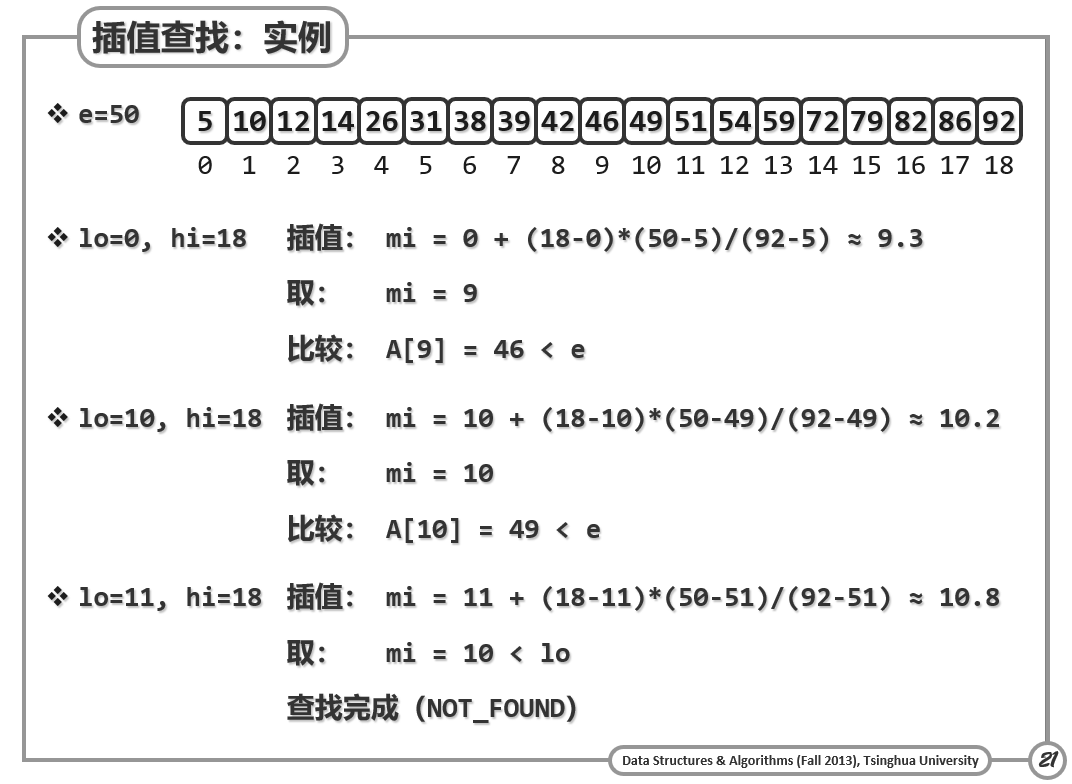 插值查找：实例
❖ e=50
5 10 12 14 26 31 38 39 42 46 49 51 54 59 72 79 82 86 92
0 1 2 3 4 5 6 7 8 9 10 11 12 13 14 15 16 17 18
❖ lo=0, hi=18 插值： mi = 0 + (18-0)*(50-5)/(92-5) ≈ 9.3
取： mi = 9
比较： A[9] = 46 < e
❖ lo=10, hi=18 插值： mi = 10 + (18-10)*(50-49)/(92-49) ≈ 10.2
取： mi = 10
比较： A[10] = 49 < e
❖ lo=11, hi=18 插值： mi = 11 + (18-11)*(50-51)/(92-51) ≈ 10.8
取： mi = 10 < lo
查找完成（NOT_FOUND）
Data Structures & Algorithms (Fall 2013), Tsinghua University
21